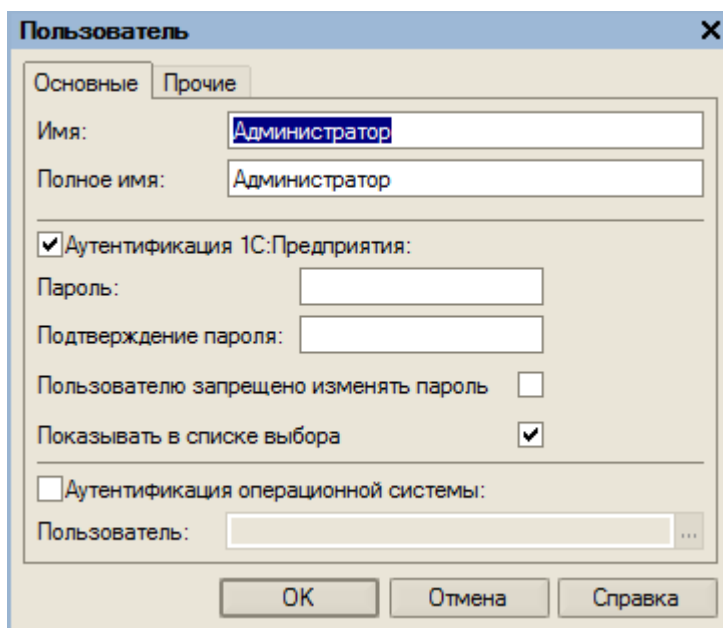 Пользователь
Основные Прочие
Имя: Администратор
Полное имя: Администратор
Аутентификация 1С:Предприятия:
Пароль:
Подтверждение пароля:
Пользователю запрещено изменять пароль
Показывать в списке выбора
Аутентификация операционной системы:
Пользователь: ...
OK Отмена Справка